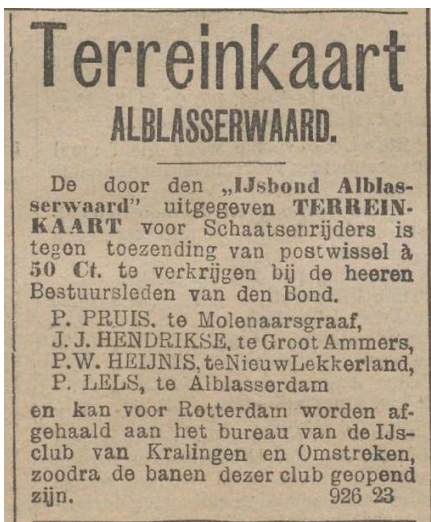 Terreinkaart
ALBLASSERWAARD.
De door den „IJsbond Alblas-
serwaard" uitgegeven TERREIN-
KAART voor Schaatsenrijders is
tegen toezending van postwissel à
50 Ct. te verkrijgen bij de heeren
Bestuursleden van den Bond.
P. PRUIS, te Molenaarsgraaf,
J. J. HENDRIKSE, te Groot Ammers,
P.W. HEIJNIS, te Nieuw Lekkerland,
P. LELS, te Alblasserdam
en kan voor Rotterdam worden af-
gehaald aan het bureau van de IJs-
club van Kralingen en Omstreken,
zoodra de banen dezer club geopend
zijn. 926 23